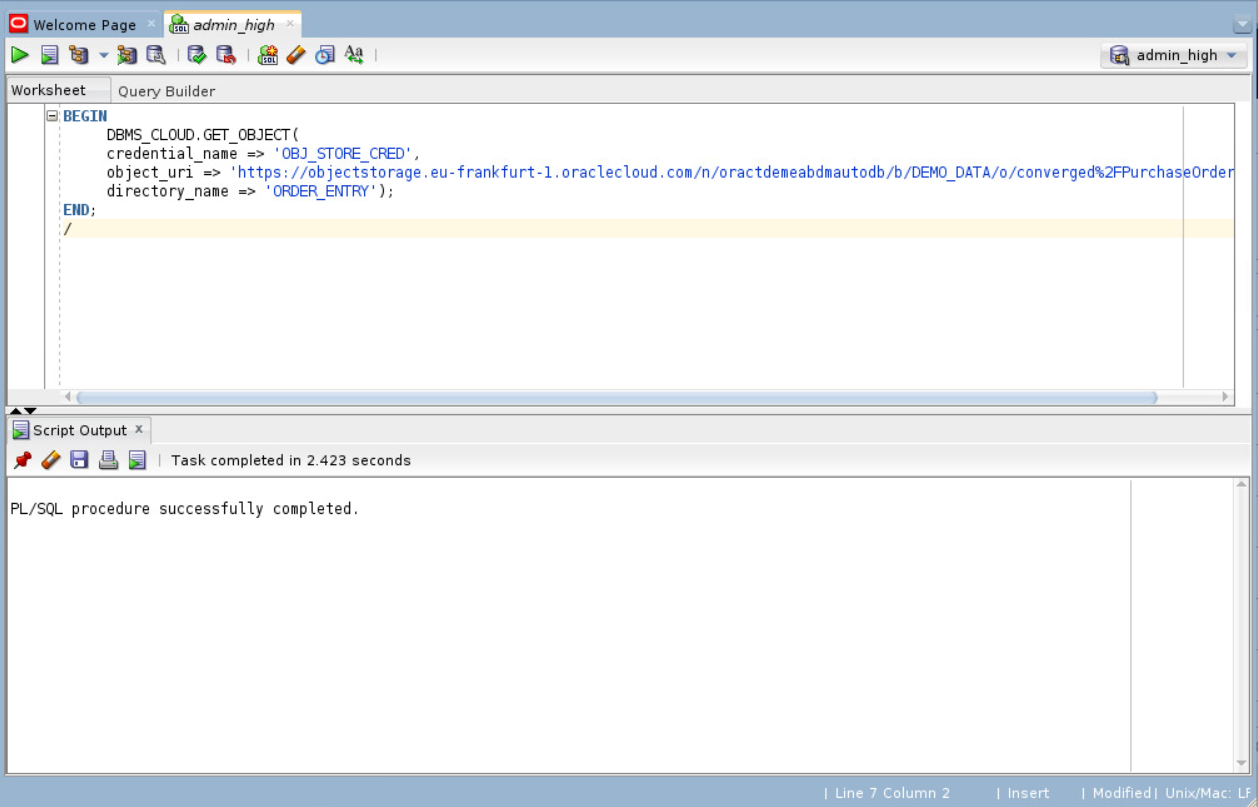 Welcome Page
admin_high
admin_high
Worksheet
Query Builder
BEGIN
DBMS_CLOUD.GET_OBJECT(
credential_name => 'OBJ_STORE_CRED',
object_uri => 'https://objectstorage.eu-frankfurt-1.oraclecloud.com/n/oractdemeabdmautodb/b/DEMO_DATA/o/converged%2FPurchaseOrder
directory_name => 'ORDER_ENTRY');
END;
/
Script Output
Task completed in 2.423 seconds
PL/SQL procedure successfully completed.
| Line 7 Column 2 | Insert | Modified| Unix/Mac: LF